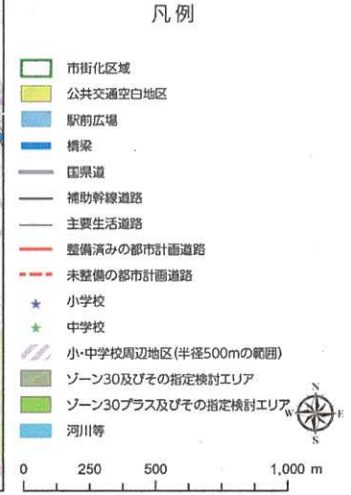 凡例
市街化区域
公共交通空白地区
駅前広場
橋梁
国県道
補助幹線道路
主要生活道路
整備済みの都市計画道路
未整備の都市計画道路
小学校
中学校
小・中学校周辺地区(半径500mの範囲)
ゾーン30及びその指定検討エリア
ゾーン30プラス及びその指定検討エリア
河川等
N
W E
S
0 250 500 1,000 m